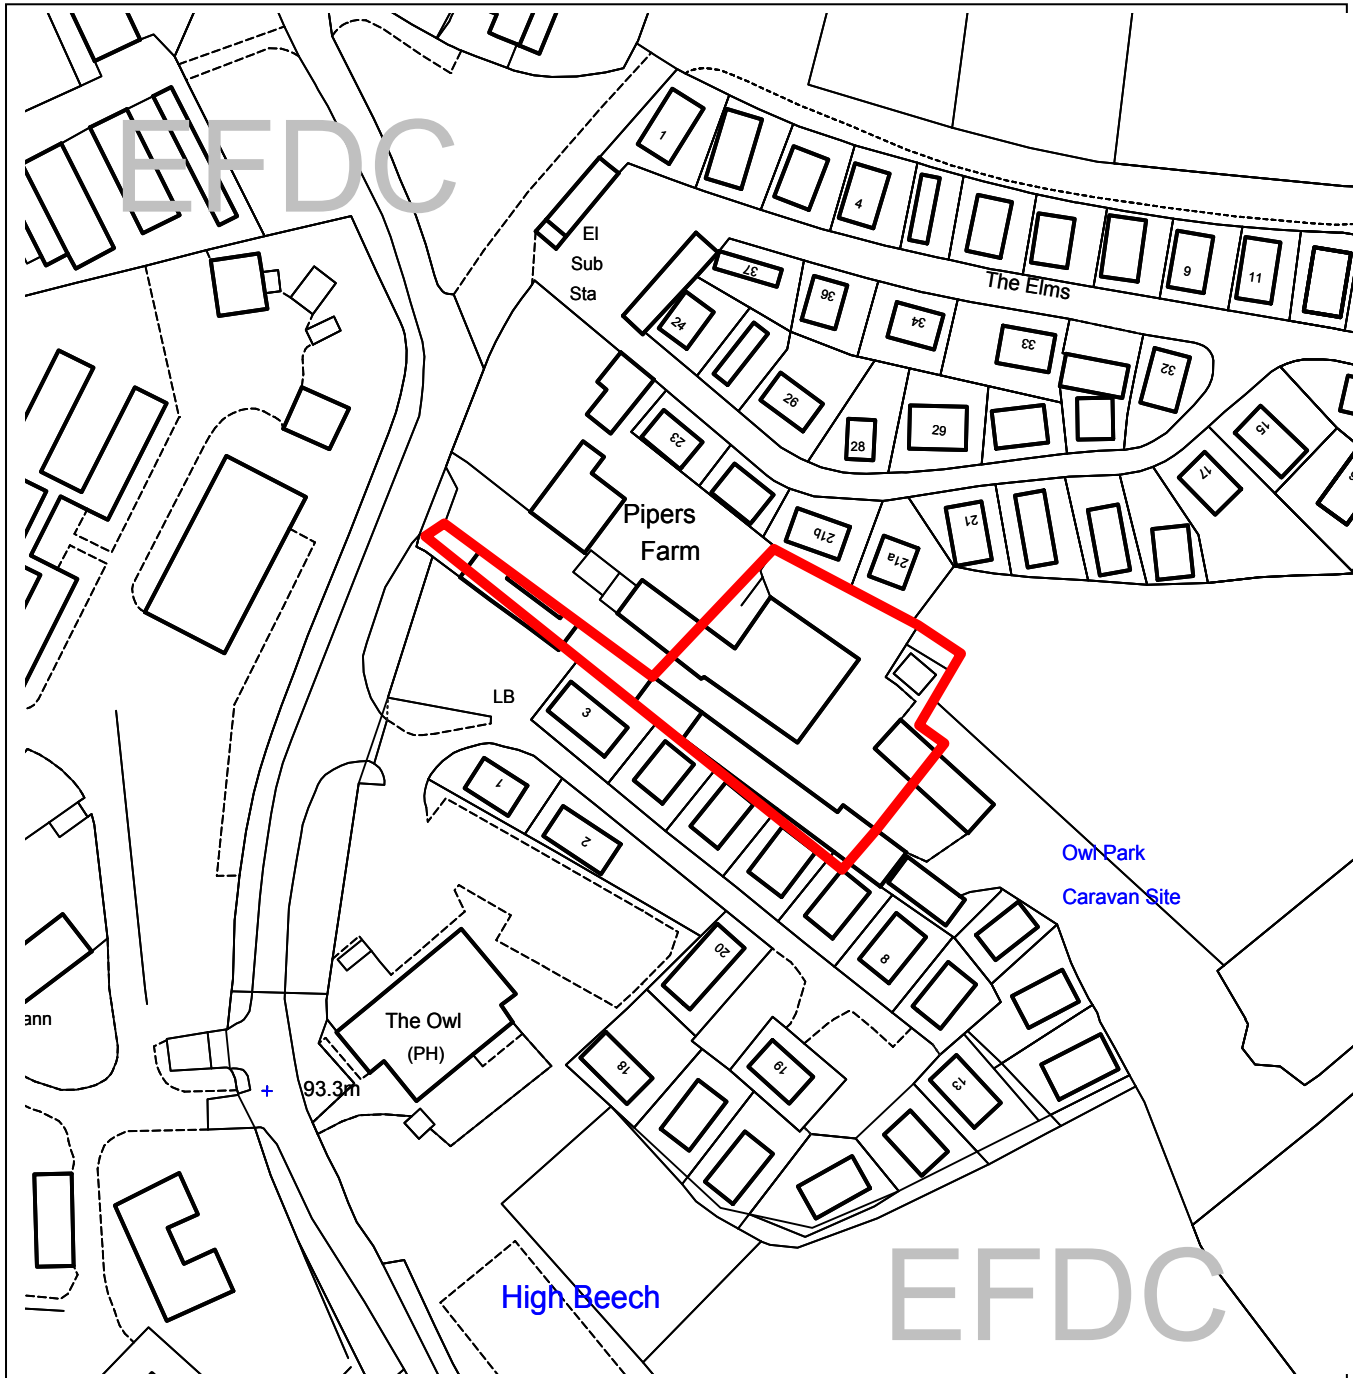 EFDC
1
4
El
Sub
Sta
37
36
34
33
32
The Elms
9
11
24
26
28
29
23
15
17
21
21b
21a
Pipers
Farm
LB
3
1
2
Owl Park
Caravan Site
20
8
The Owl
(PH)
18
19
13
ann
93.3m
High Beech
EFDC